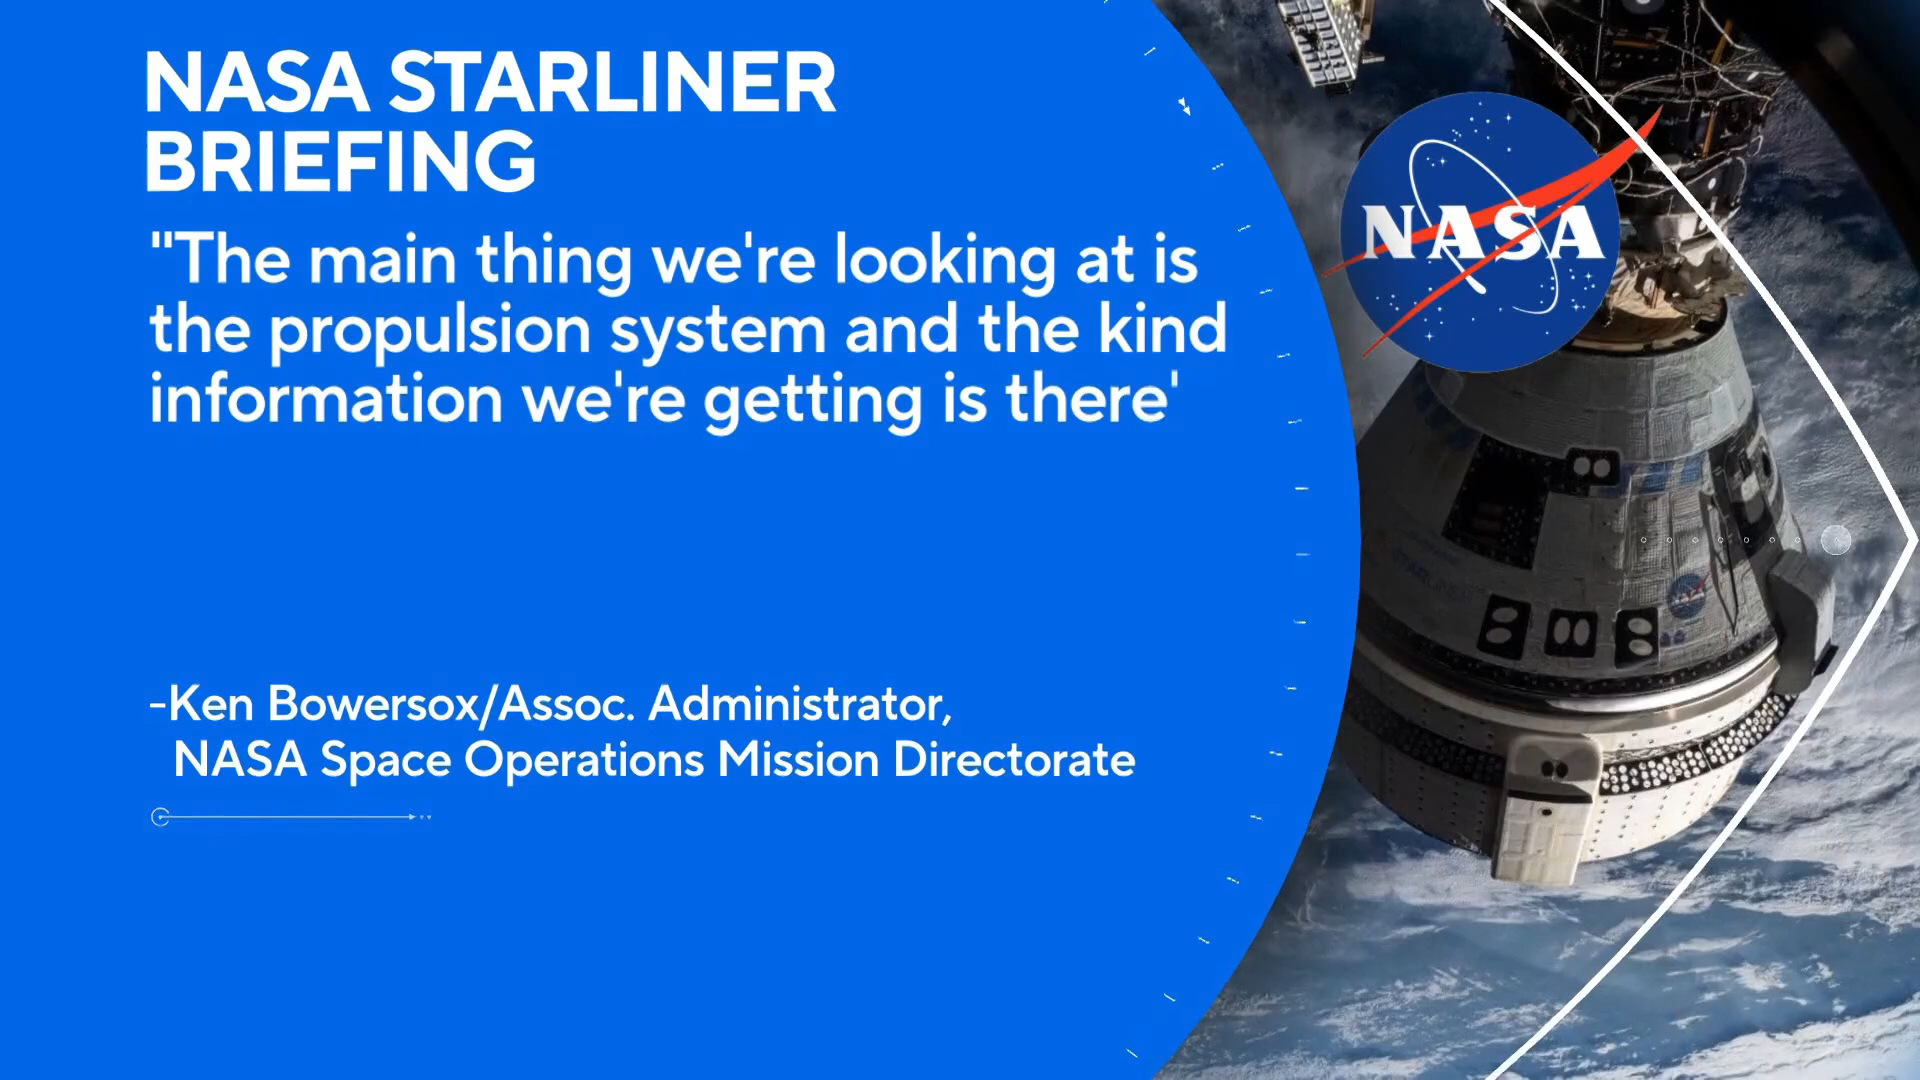 NASA STARLINER
BRIEFING
"The main thing we're looking at is
the propulsion system and the kind
information we're getting is there'
-Ken Bowersox/Assoc. Administrator,
NASA Space Operations Mission Directorate
NASA